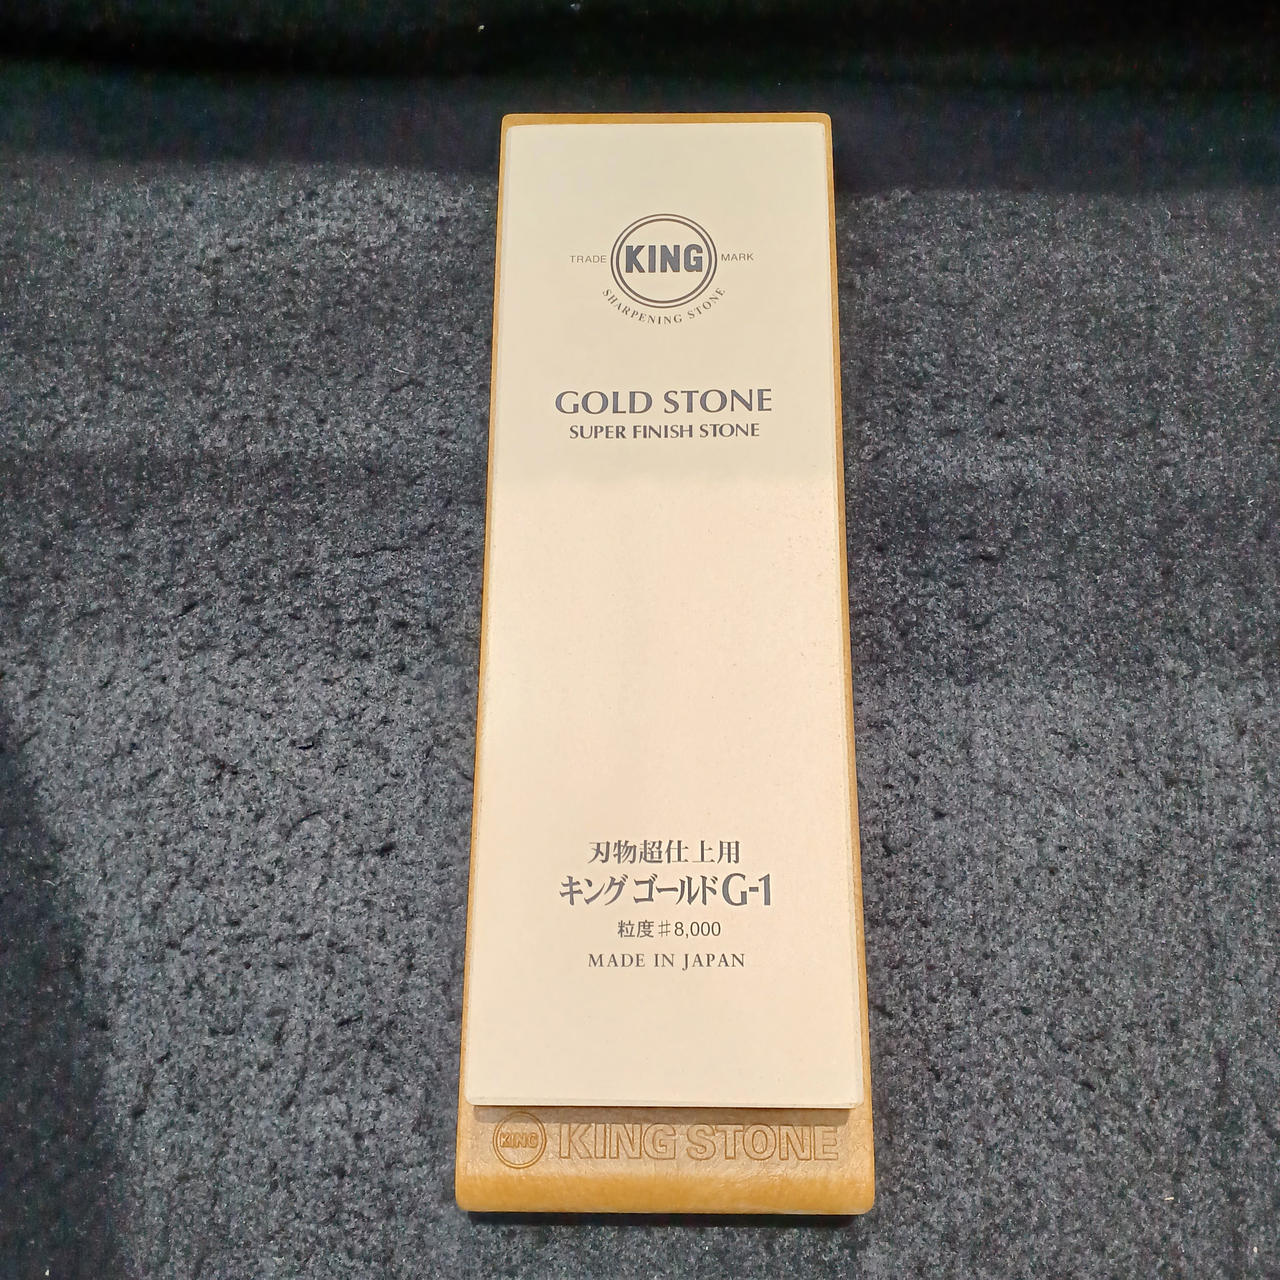 TRADE KING MARK
SHARPENING STONE
GOLD STONE
SUPER FINISH STONE
刃物超仕上用
キングゴールドG-1
粒度#8,000
MADE IN JAPAN
KING KING STONE